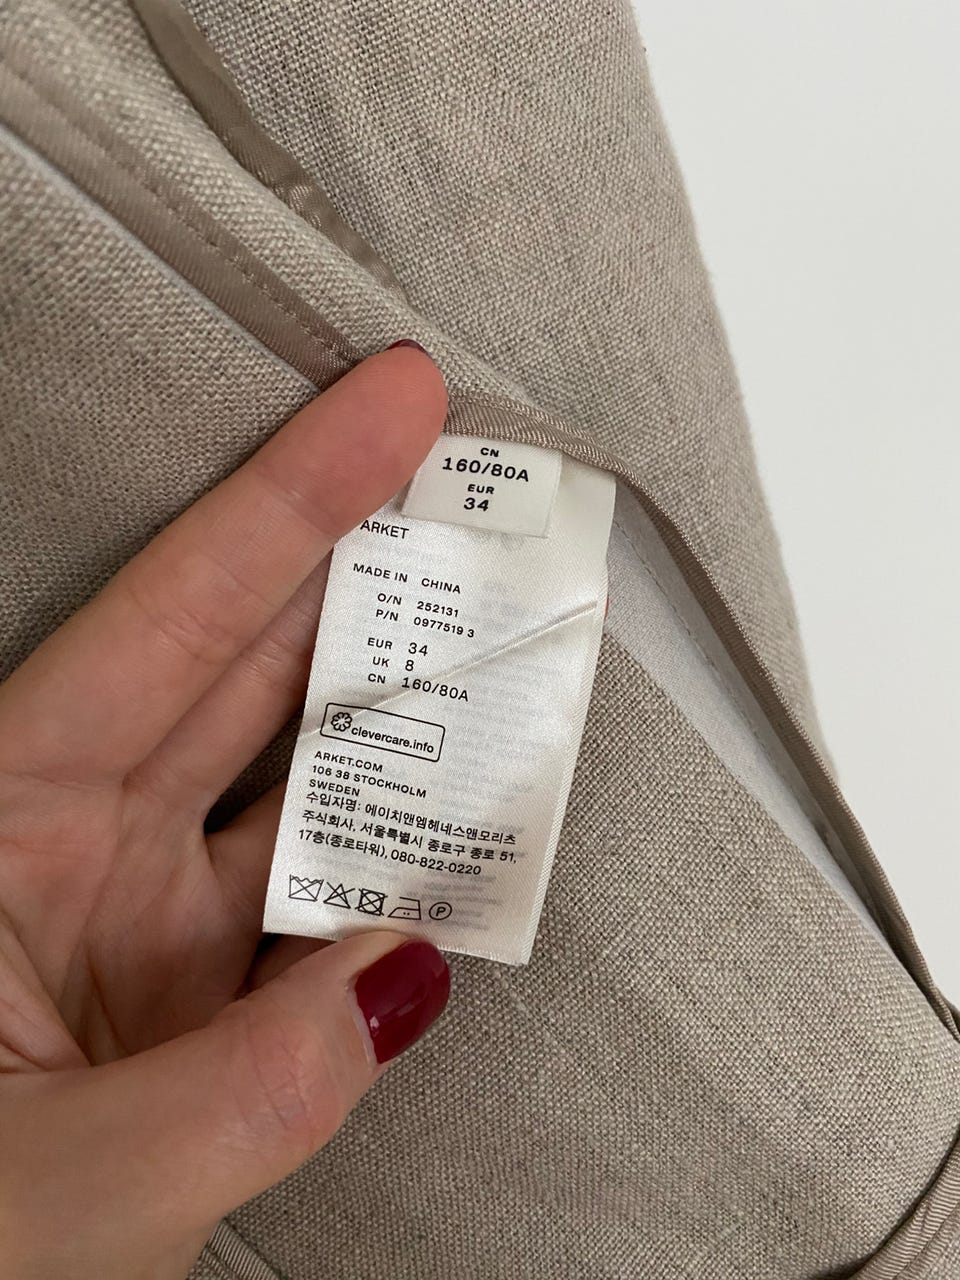 CN
160/80A
EUR
34
ARKET
MADE IN CHINA
O/N 252131
P/N 0977519 3
EUR 34
UK 8
CN 160/80A
clevercare.info
ARKET.COM
106 38 STOCKHOLM
SWEDEN
수입자명: 에이치앤엠헤네스앤모리츠
주식회사, 서울특별시 종로구 종로 51,
17층(종로타워), 080-822-0220
P